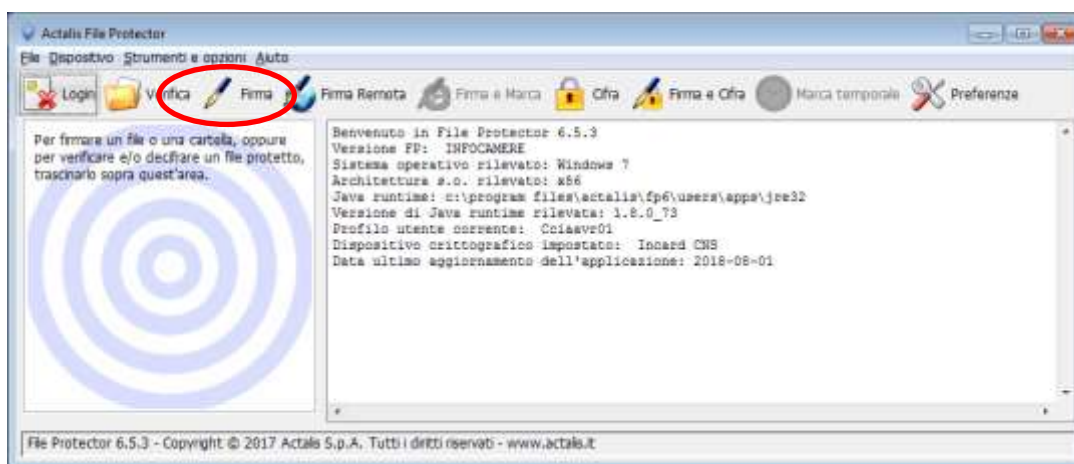 Actalis File Protector
File Dispositivo Strumenti e opzioni Aiuto
Login Verifica Firma Firma Remota Firma e Marca Cifra Firma e Cifra Marca temporale Preferenze
Per firmare un file o una cartella, oppure
per verificare e/o decifrare un file protetto,
trascinarlo sopra quest'area.
Benvenuto in File Protector 6.5.3
Versione FP: INFOCAMERE
Sistema operativo rilevato: Windows 7
Architettura s.o. rilevato: x86
Java runtime: c:\program files\actalis\fp6\users\apps\jre32
Versione di Java runtime rilevata: 1.8.0_73
Profilo utente corrente: Cciaavr01
Dispositivo crittografico impostato: Incard CNS
Data ultimo aggiornamento dell'applicazione: 2018-08-01
File Protector 6.5.3 - Copyright © 2017 Actalis S.p.A. Tutti i diritti riservati - www.actalis.it